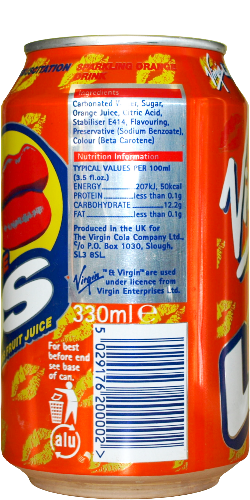 SPARKLING ORANGE
DRINK
Virgin
Ingredients
Carbonated Water, Sugar,
Orange Juice, Citric Acid,
Stabiliser E414, Flavouring,
Preservative (Sodium Benzoate),
Colour (Beta Carotene)
Nutrition Information
TYPICAL VALUES PER 100ml
(3.5 fl.oz.)
ENERGY 207kJ, 50kcal
PROTEIN less than 0.1g
CARBOHYDRATE 12.2g
FAT less than 0.1g
Produced in the UK for
The Virgin Cola Company Ltd.,
c/o P.O. Box 1030, Slough,
SL3 8SL.
Virgin™ & Virgin™ are used
under licence from
Virgin Enterprises Ltd.
S
FRUIT JUICE
330ml ℮
For best
before end
see base
of can.
alu
5 029176 200002 >